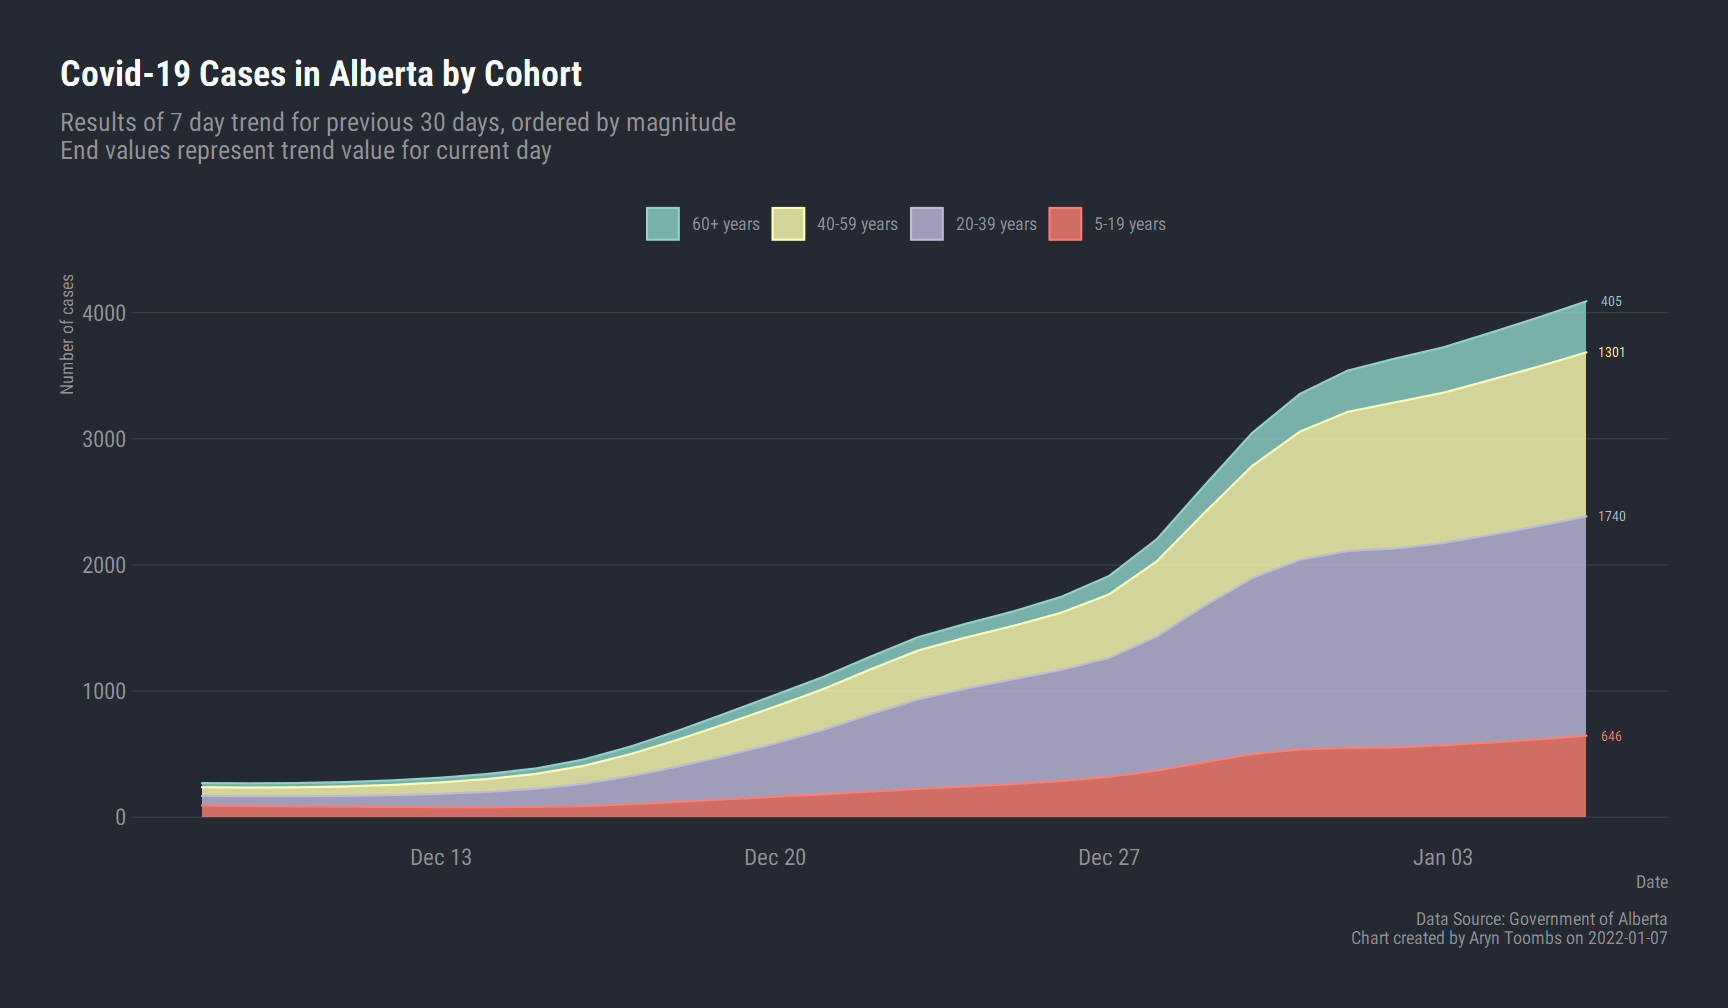 Covid-19 Cases in Alberta by Cohort
Results of 7 day trend for previous 30 days, ordered by magnitude
End values represent trend value for current day
60+ years 40-59 years 20-39 years 5-19 years
Number of cases
4000
3000
2000
1000
0
405
1301
1740
646
Dec 13 Dec 20 Dec 27 Jan 03
Date
Data Source: Government of Alberta
Chart created by Aryn Toombs on 2022-01-07